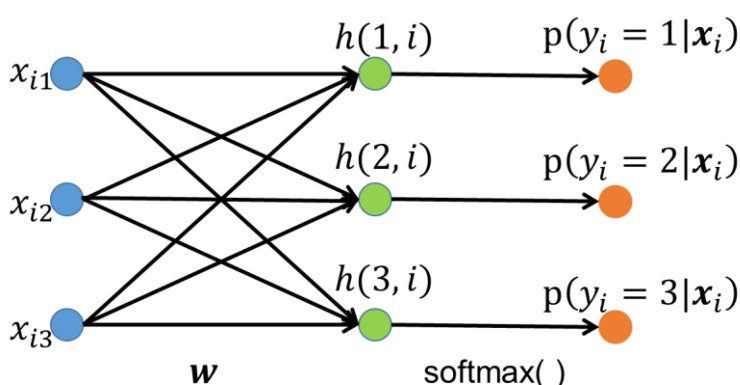 h(1, i) p(y_i = 1|x_i)
x_{i1}
h(2, i) p(y_i = 2|x_i)
x_{i2}
h(3, i) p(y_i = 3|x_i)
x_{i3}
w softmax( )